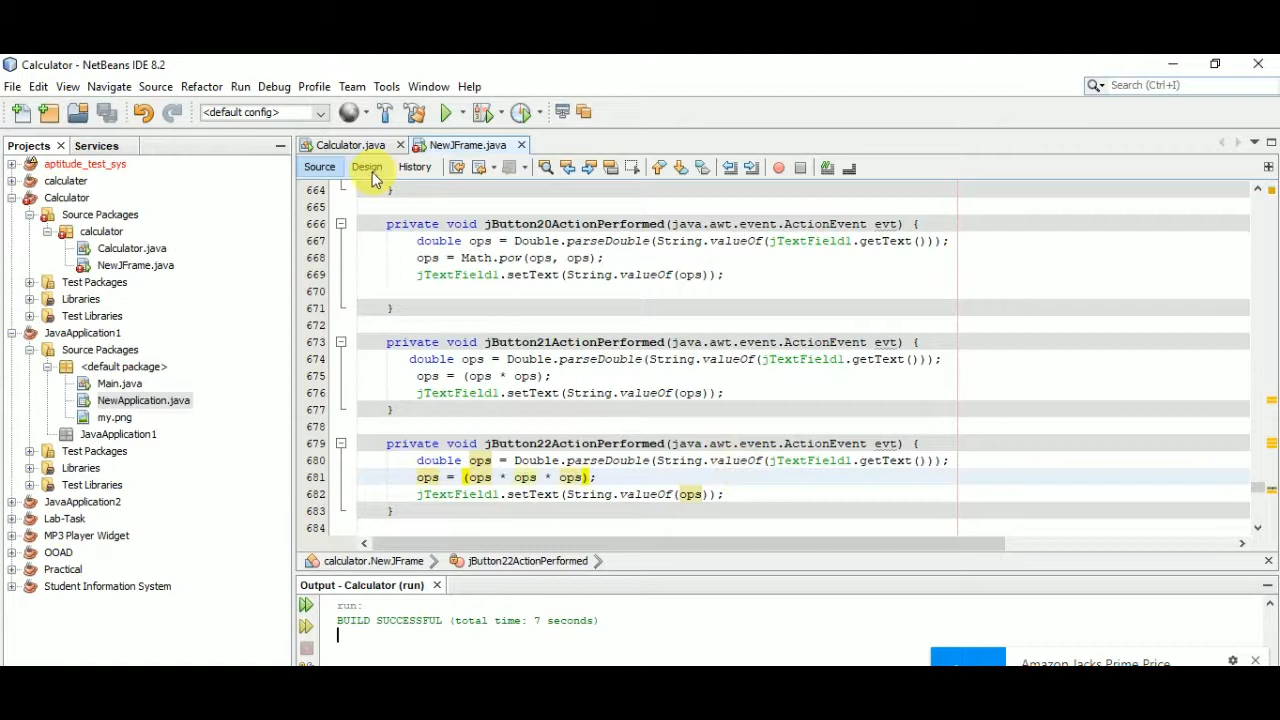 Calculator - NetBeans IDE 8.2
File Edit View Navigate Source Refactor Run Debug Profile Team Tools Window Help
Search (Ctrl+I)
<default config>
Projects Services
Calculator.java NewJFrame.java
Source Design History
aptitude_test_sys
calculater
Calculator
Source Packages
calculator
Calculator.java
NewJFrame.java
Test Packages
Libraries
Test Libraries
JavaApplication1
Source Packages
<default package>
Main.java
NewApplication.java
my.png
JavaApplication1
Test Packages
Libraries
Test Libraries
JavaApplication2
Lab-Task
MP3 Player Widget
OOAD
Practical
Student Information System
664 }
665
666 private void jButton20ActionPerformed(java.awt.event.ActionEvent evt) {
667 double ops = Double.parseDouble(String.valueOf(jTextField1.getText()));
668 ops = Math.pow(ops, ops);
669 jTextField1.setText(String.valueOf(ops));
670
671 }
672
673 private void jButton21ActionPerformed(java.awt.event.ActionEvent evt) {
674 double ops = Double.parseDouble(String.valueOf(jTextField1.getText()));
675 ops = (ops * ops);
676 jTextField1.setText(String.valueOf(ops));
677 }
678
679 private void jButton22ActionPerformed(java.awt.event.ActionEvent evt) {
680 double ops = Double.parseDouble(String.valueOf(jTextField1.getText()));
681 ops = (ops * ops * ops);
682 jTextField1.setText(String.valueOf(ops));
683 }
684
calculator.NewJFrame jButton22ActionPerformed
Output - Calculator (run)
run:
BUILD SUCCESSFUL (total time: 7 seconds)
Amazon Jacks Prime Price